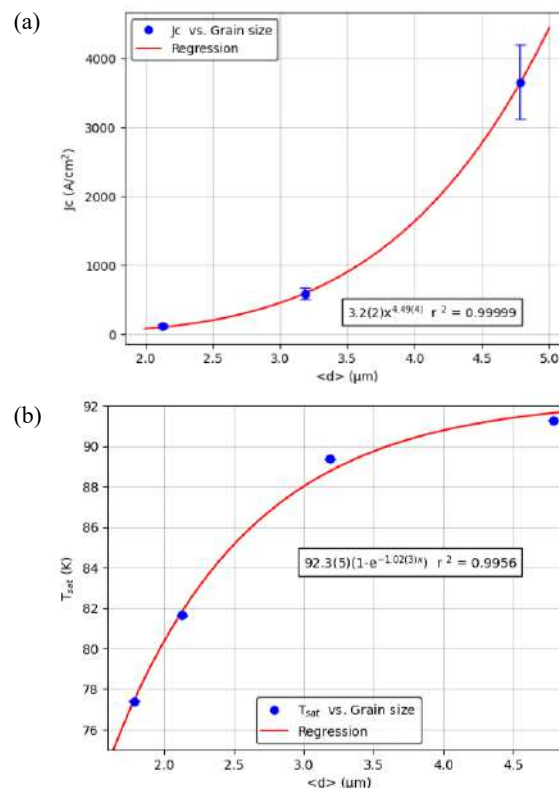 (a)
Jc vs. Grain size
Regression
4000
3000
2000
1000
0
Jc (A/cm²)
3.2(2)x^4.49(4) r² = 0.99999
2.0 2.5 3.0 3.5 4.0 4.5 5.0
<d> (μm)
(b)
92
90
88
86
84
82
80
78
76
T_sat (K)
92.3(5)(1-e^-1.02(3)x) r² = 0.9956
T_sat vs. Grain size
Regression
2.0 2.5 3.0 3.5 4.0 4.5
<d> (μm)